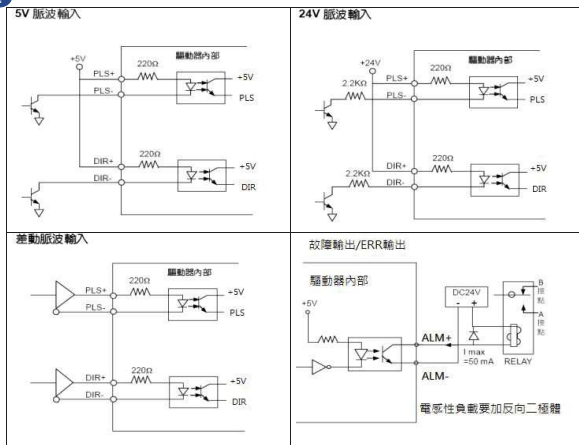 5V 脈波輸入
+5V
驅動器內部
PLS+
220Ω
+5V
PLS-
PLS
DIR+
220Ω
+5V
DIR-
DIR
24V 脈波輸入
+24V
驅動器內部
PLS+
220Ω
+5V
2.2KΩ
PLS-
PLS
DIR+
220Ω
+5V
2.2KΩ
DIR-
DIR
差動脈波輸入
驅動器內部
PLS+
220Ω
+5V
PLS-
PLS
DIR+
220Ω
+5V
DIR-
DIR
故障輸出/ERR輸出
驅動器內部
+5V
DC24V
- +
B
接
點
A
接
點
ALM+
I max
=50 mA
RELAY
ALM-
電感性負載要加反向二極體